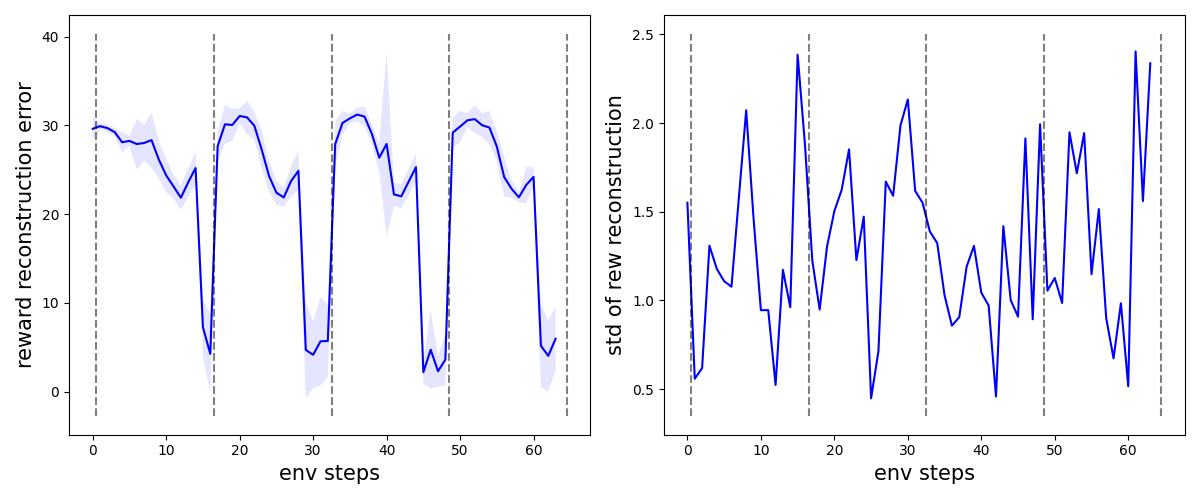 reward reconstruction error
40
30
20
10
0
0 10 20 30 40 50 60
env steps
std of rew reconstruction
2.5
2.0
1.5
1.0
0.5
0 10 20 30 40 50 60
env steps